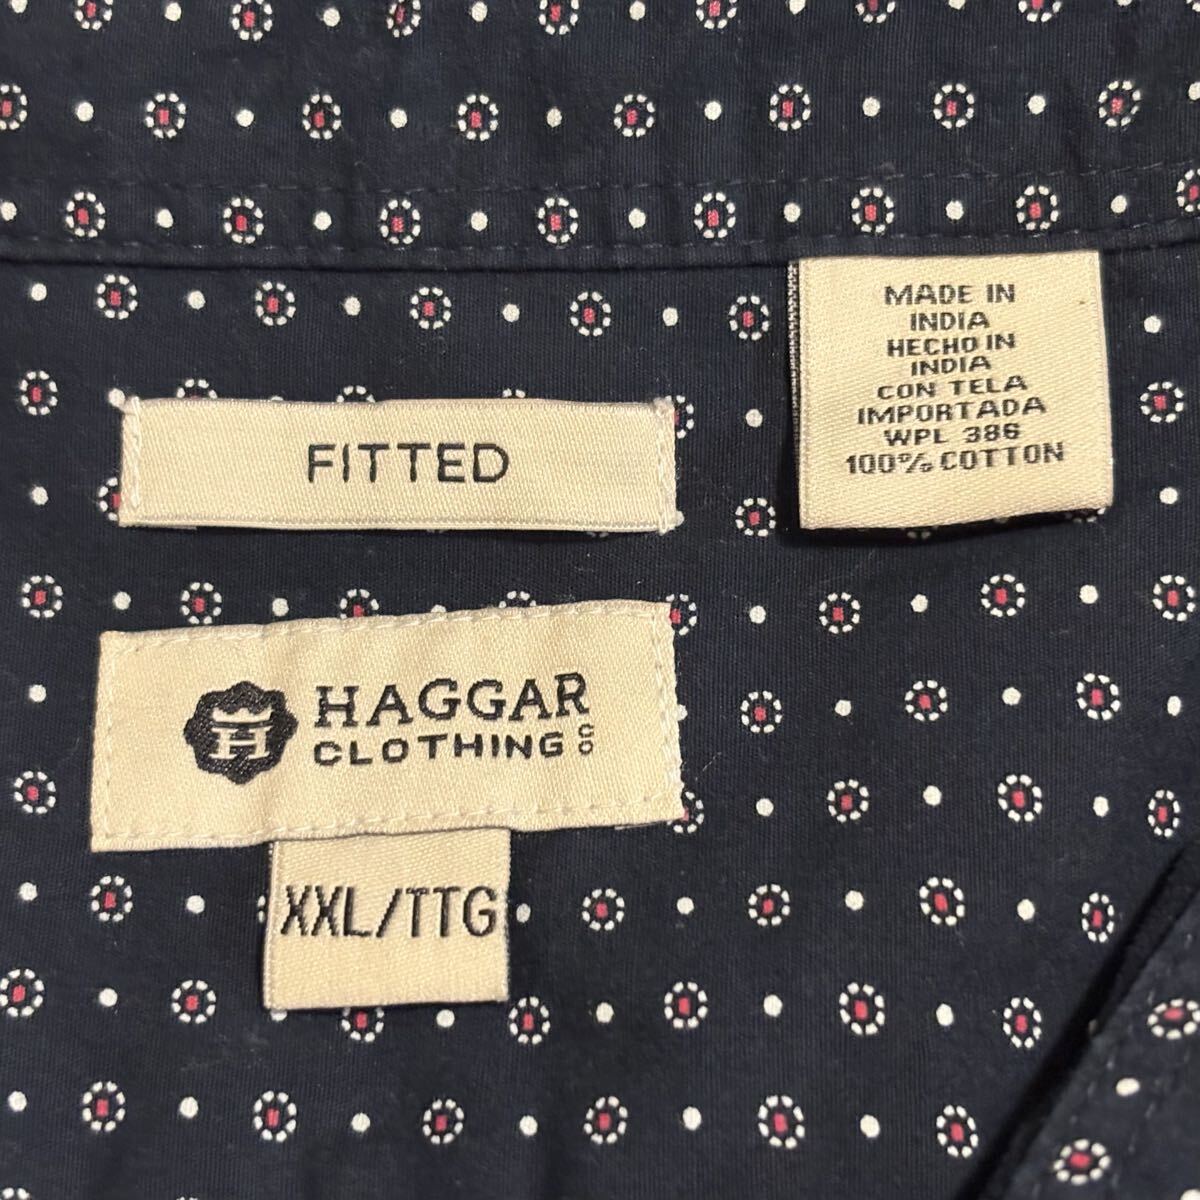 MADE IN
INDIA
HECHO IN
INDIA
CON TELA
IMPORTADA
WPL 386
100% COTTON
FITTED
H
HAGGAR
CLOTHING CO
XXL/TTG